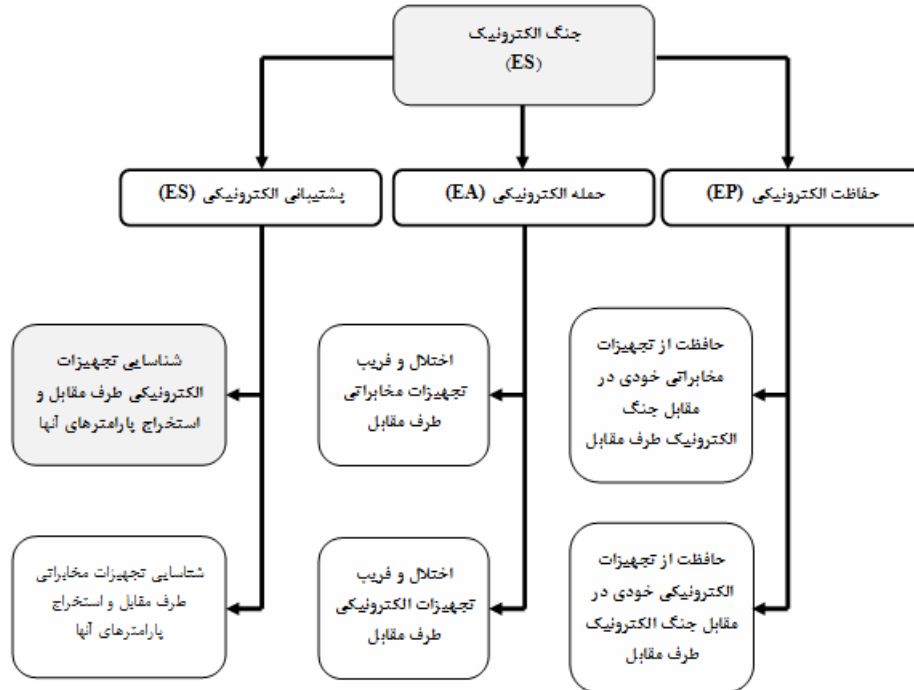 جنگ الکترونیک
(ES)
حفاظت الکترونیکی (EP)
حمله الکترونیکی (EA)
پشتیبانی الکترونیکی (ES)
حافظت از تجهیزات
مخابراتی خودی در
مقابل جنگ
الکترونیک طرف مقابل
اختلال و فریب
تجهیزات مخابراتی
طرف مقابل
شناسایی تجهیزات
الکترونیکی طرف مقابل و
استخراج پارامترهای آنها
حافظت از تجهیزات
الکترونیکی خودی در
مقابل جنگ الکترونیک
طرف مقابل
اختلال و فریب
تجهیزات الکترونیکی
طرف مقابل
شتاسایی تجهیزات مخابراتی
طرف مقابل و استخراج
پارامترهای آنها